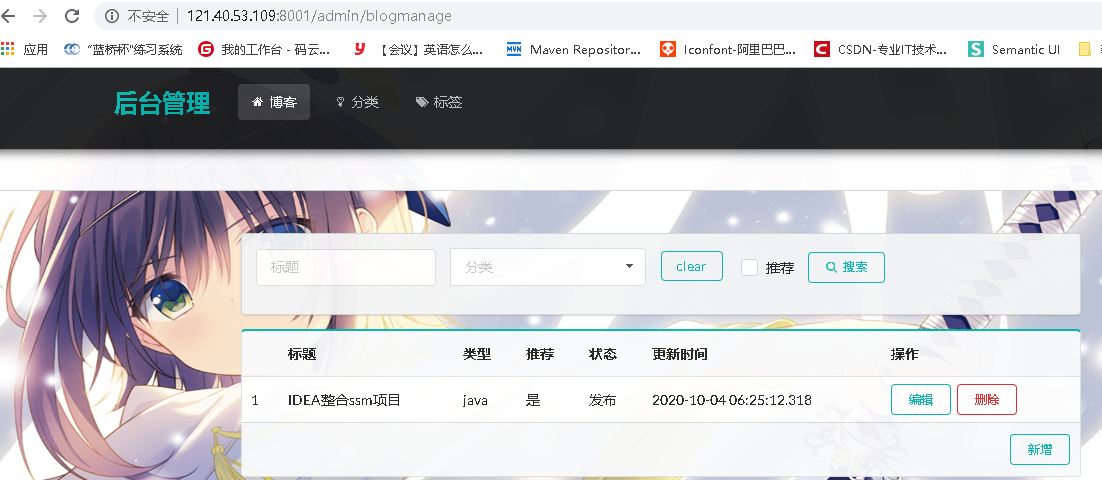 不安全 | 121.40.53.109:8001/admin/blogmanage
应用 “蓝桥杯”练习系统 我的工作台 - 码云... 【会议】英语怎么... Maven Repositor... Iconfont-阿里巴巴... CSDN-专业IT技术... Semantic UI
后台管理 博客 分类 标签
标题 分类 clear 推荐 搜索
标题 类型 推荐 状态 更新时间 操作
1 IDEA整合ssm项目 java 是 发布 2020-10-04 06:25:12.318 编辑 删除
新增